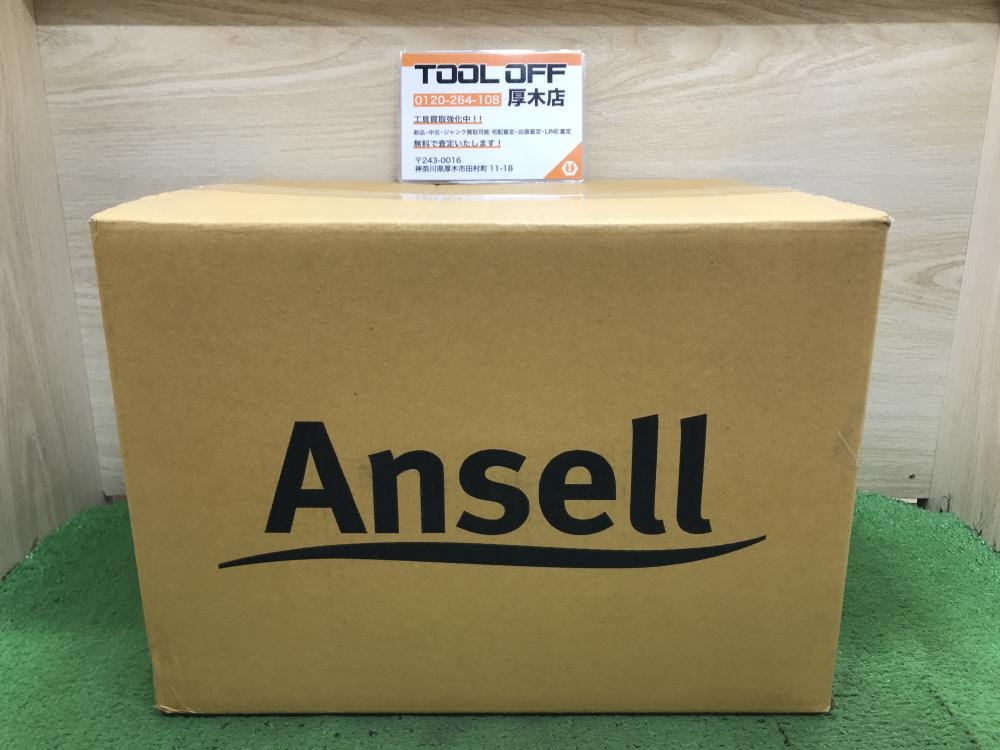 TOOL OFF
0120-264-108 厚木店
工具買取強化中!!
新品・中古・ジャンク買取可能 宅配査定・出張査定・LINE査定
無料で査定いたします!
〒243-0016
神奈川県厚木市田村町 11-18
Ansell